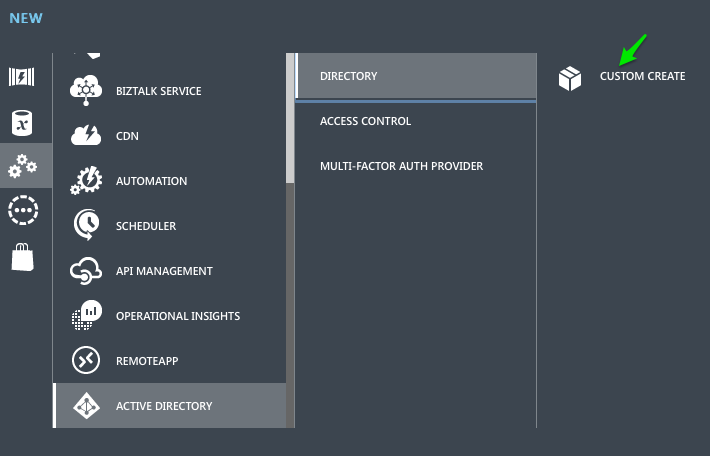 NEW
BIZTALK SERVICE
CDN
AUTOMATION
SCHEDULER
API MANAGEMENT
OPERATIONAL INSIGHTS
REMOTEAPP
ACTIVE DIRECTORY
DIRECTORY
ACCESS CONTROL
MULTI-FACTOR AUTH PROVIDER
CUSTOM CREATE